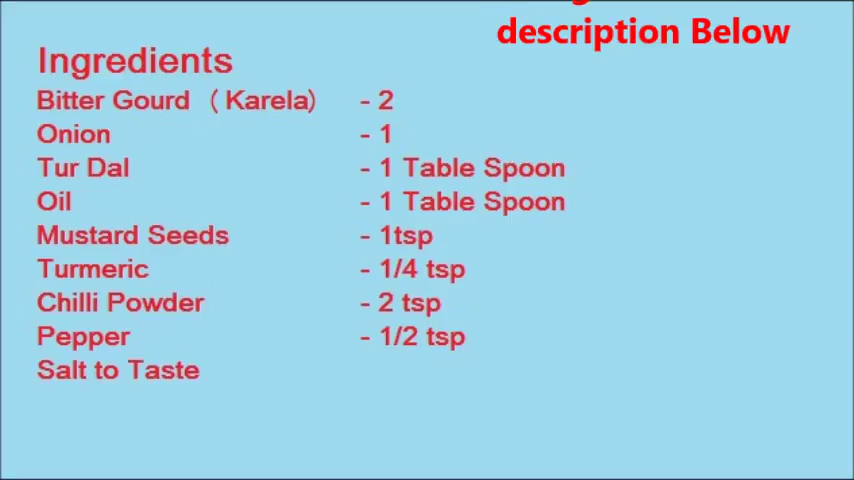 description Below
Ingredients
Bitter Gourd ( Karela) - 2
Onion - 1
Tur Dal - 1 Table Spoon
Oil - 1 Table Spoon
Mustard Seeds - 1tsp
Turmeric - 1/4 tsp
Chilli Powder - 2 tsp
Pepper - 1/2 tsp
Salt to Taste